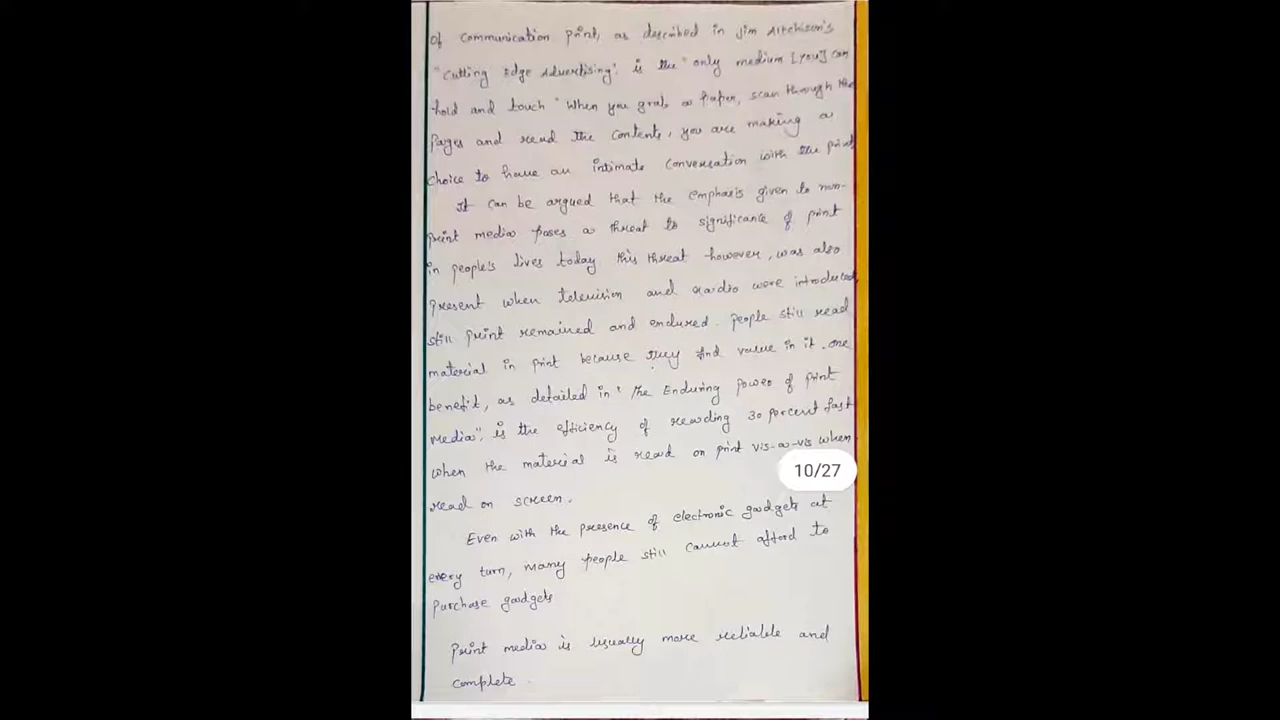 of communication print, as described in Jim Aitchison's
"Cutting Edge Advertising". is the "only medium [you] can
hold and touch" When you grab a paper, scan through the
pages and read the contents, you are making a
choice to have an intimate conversation with the print
It can be argued that the emphasis given to non-
print media poses a threat to significance of print
in people's lives today this threat however, was also
present when television and radio were introduced,
still print remained and endured. people still read
material in print because they find value in it. one
benefit, as detailed in " the Enduring power of print
media", is the efficiency of reading 30 percent fast
when the material is read on print vis-a-vis when
10/27
read on screen.
Even with the presence of electronic gadgets at
every turn, many people still cannot afford to
purchase gadgets
print media is usually more reliable and
complete.